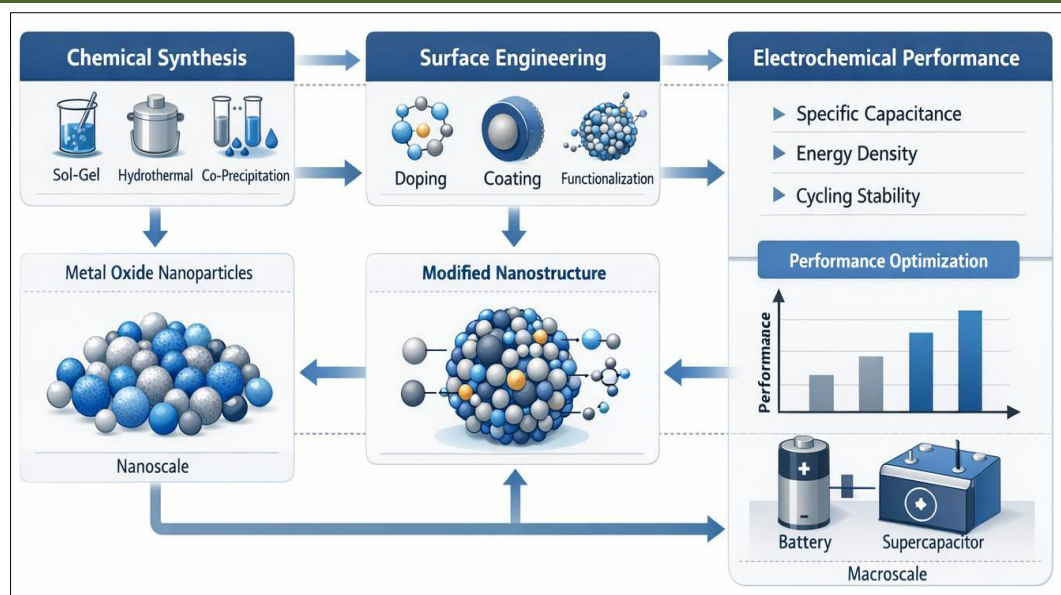 Chemical Synthesis
Sol-Gel
Hydrothermal
Co-Precipitation
Surface Engineering
Doping
Coating
Functionalization
Electrochemical Performance
Specific Capacitance
Energy Density
Cycling Stability
Metal Oxide Nanoparticles
Nanoscale
Modified Nanostructure
Performance Optimization
Performance
+
-
Battery
Supercapacitor
Macroscale